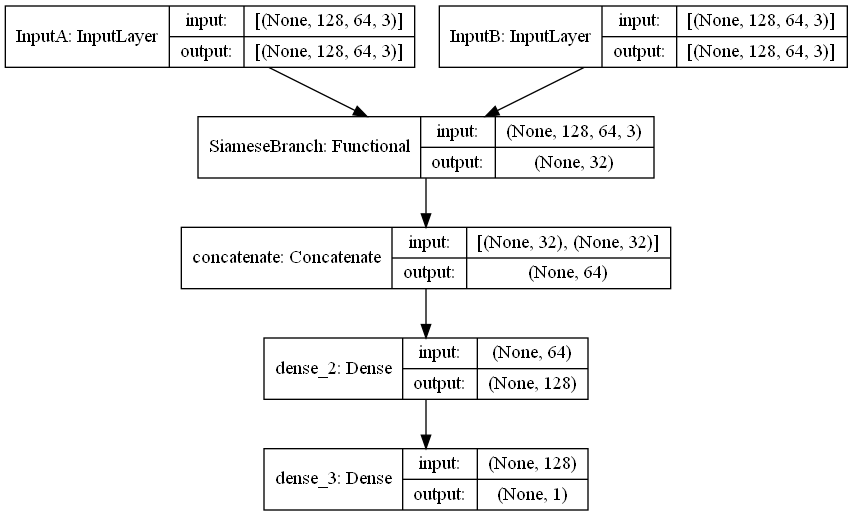 InputA: InputLayer
input: [(None, 128, 64, 3)]
output: [(None, 128, 64, 3)]
InputB: InputLayer
input: [(None, 128, 64, 3)]
output: [(None, 128, 64, 3)]
SiameseBranch: Functional
input: (None, 128, 64, 3)
output: (None, 32)
concatenate: Concatenate
input: [(None, 32), (None, 32)]
output: (None, 64)
dense_2: Dense
input: (None, 64)
output: (None, 128)
dense_3: Dense
input: (None, 128)
output: (None, 1)